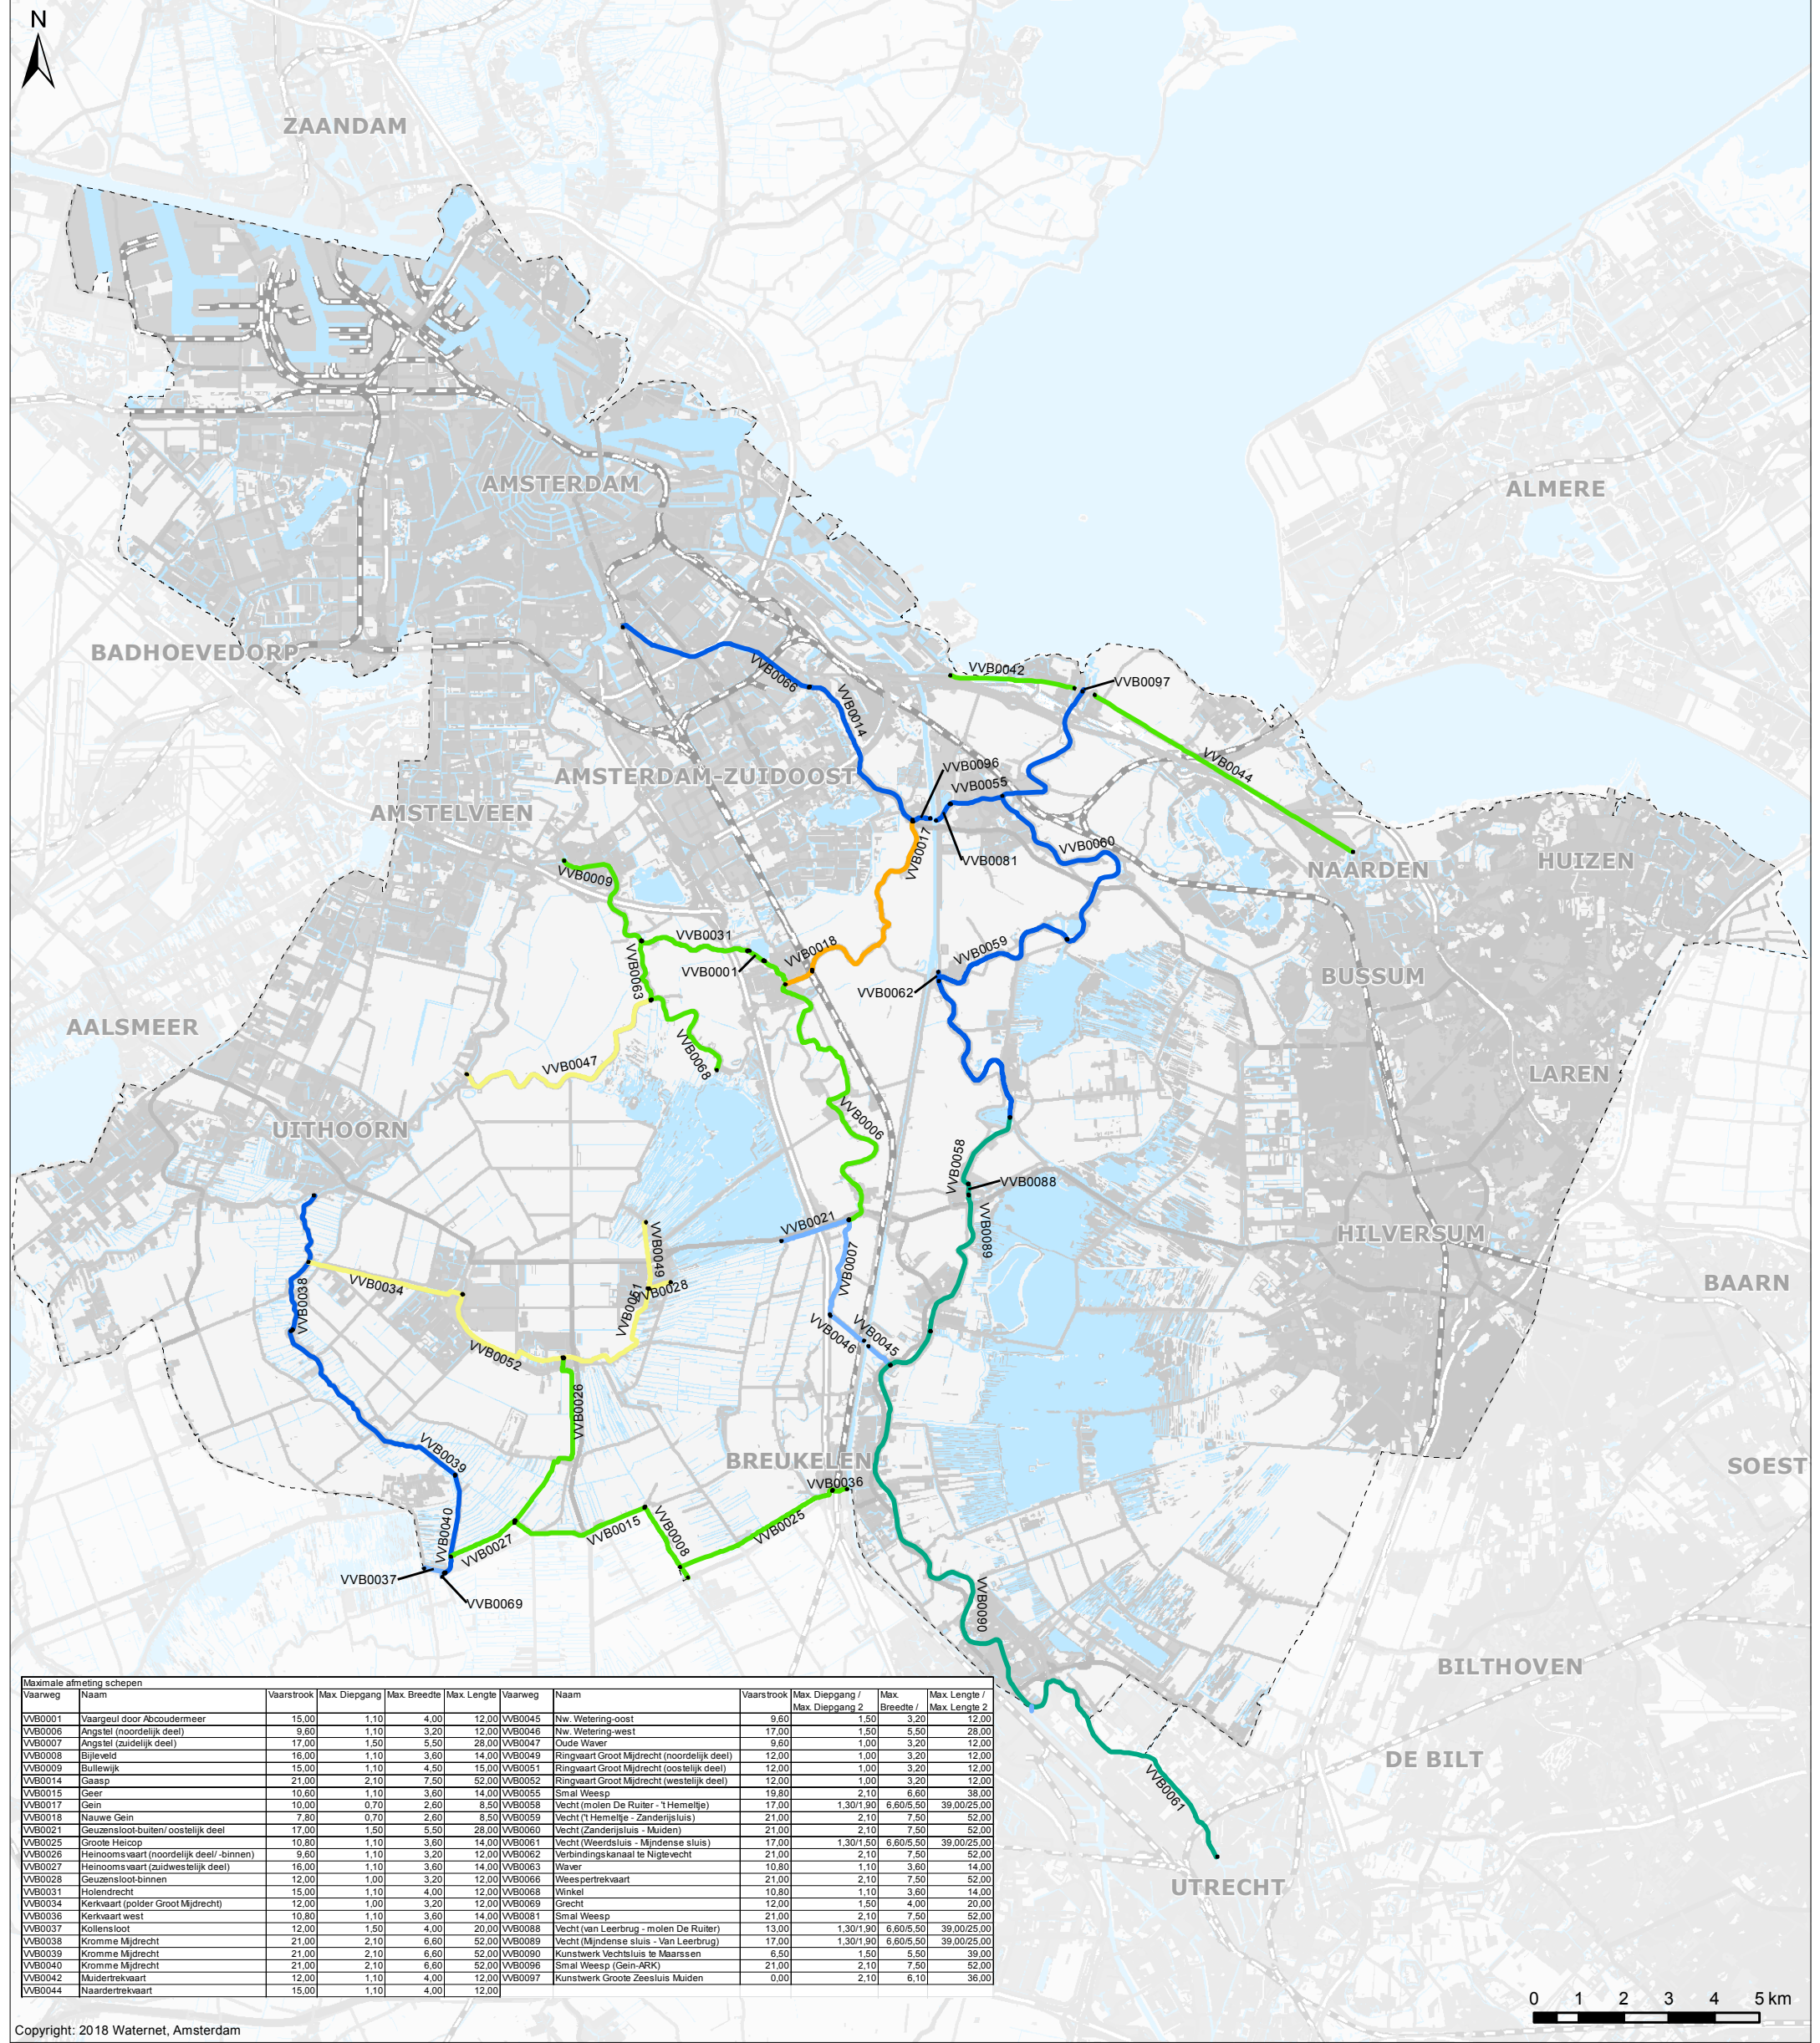 N
ZAANDAM
AMSTERDAM
ALMERE
BADHOEVEDORP
VVB0042
VVB0097
VVB0066
VVB0014
VVB0044
VVB0096
AMSTERDAM-ZUIDOOST
VVB0055
AMSTELVEEN
VVB0017
VVB0060
VVB0081
HUIZEN
NAARDEN
VVB0009
VVB0031
VVB0018
VVB0059
VVB0001
VVB0063
VVB0062
BUSSUM
AALSMEER
VVB0068
VVB0047
LAREN
VVB0006
UITHOORN
VVB0058
VVB0088
VVB0021
VVB0089
HILVERSUM
VVB0049
VVB0007
VVB0034
VVB0028
BAARN
VVB0038
VVB0051
VVB0046
VVB0045
VVB0052
VVB0026
VVB0039
BREUKELEN
SOEST
VVB0036
VVB0040
VVB0015
VVB0008
VVB0025
VVB0027
VVB0037
VVB0069
VVB0090
BILTHOVEN
DE BILT
VVB0061
UTRECHT
Maximale afmeting schepen
Vaarweg Naam Vaarstrook Max. Diepgang Max. Breedte Max. Lengte Vaarweg Naam Vaarstrook Max. Diepgang / Max. Max. Lengte /
Max. Diepgang 2 Breedte / Max. Lengte 2
VVB0001 Vaargeul door Abcoudermeer 15,00 1,10 4,00 12,00 VVB0045 Nw. Wetering-oost 9,60 1,50 3,20 12,00
VVB0006 Angstel (noordelijk deel) 9,60 1,10 3,20 12,00 VVB0046 Nw. Wetering-west 17,00 1,50 5,50 28,00
VVB0007 Angstel (zuidelijk deel) 17,00 1,50 5,50 28,00 VVB0047 Oude Waver 9,60 1,00 3,20 12,00
VVB0008 Bijleveld 16,00 1,10 3,60 14,00 VVB0049 Ringvaart Groot Mijdrecht (noordelijk deel) 12,00 1,00 3,20 12,00
VVB0009 Bullewijk 15,00 1,10 4,50 15,00 VVB0051 Ringvaart Groot Mijdrecht (oostelijk deel) 12,00 1,00 3,20 12,00
VVB0014 Gaasp 21,00 2,10 7,50 52,00 VVB0052 Ringvaart Groot Mijdrecht (westelijk deel) 12,00 1,00 3,20 12,00
VVB0015 Geer 10,60 1,10 3,60 14,00 VVB0055 Smal Weesp 19,80 2,10 6,60 38,00
VVB0017 Gein 10,00 0,70 2,60 8,50 VVB0058 Vecht (molen De Ruiter - 't Hemeltje) 17,00 1,30/1,90 6,60/5,50 39,00/25,00
VVB0018 Nauwe Gein 7,80 0,70 2,60 8,50 VVB0059 Vecht ('t Hemeltje - Zanderijsluis) 21,00 2,10 7,50 52,00
VVB0021 Geuzensloot-buiten/ oostelijk deel 17,00 1,50 5,50 28,00 VVB0060 Vecht (Zanderijsluis - Muiden) 21,00 2,10 7,50 52,00
VVB0025 Groote Heicop 10,80 1,10 3,60 14,00 VVB0061 Vecht (Weerdsluis - Mijndense sluis) 17,00 1,30/1,50 6,60/5,50 39,00/25,00
VVB0026 Heinoomsvaart (noordelijk deel/ -binnen) 9,60 1,10 3,20 12,00 VVB0062 Verbindingskanaal te Nigtevecht 21,00 2,10 7,50 52,00
VVB0027 Heinoomsvaart (zuidwestelijk deel) 16,00 1,10 3,60 14,00 VVB0063 Waver 10,80 1,10 3,60 14,00
VVB0028 Geuzensloot-binnen 12,00 1,00 3,20 12,00 VVB0066 Weespertrekvaart 21,00 2,10 7,50 52,00
VVB0031 Holendrecht 15,00 1,10 4,00 12,00 VVB0068 Winkel 10,80 1,10 3,60 14,00
VVB0034 Kerkvaart (polder Groot Mijdrecht) 12,00 1,00 3,20 12,00 VVB0069 Grecht 12,00 1,50 4,00 20,00
VVB0036 Kerkvaart west 10,80 1,10 3,60 14,00 VVB0081 Smal Weesp 21,00 2,10 7,50 52,00
VVB0037 Kollensloot 12,00 1,50 4,00 20,00 VVB0088 Vecht (van Leerbrug - molen De Ruiter) 13,00 1,30/1,90 6,60/5,50 39,00/25,00
VVB0038 Kromme Mijdrecht 21,00 2,10 6,60 52,00 VVB0089 Vecht (Mijndense sluis - Van Leerbrug) 17,00 1,30/1,90 6,60/5,50 39,00/25,00
VVB0039 Kromme Mijdrecht 21,00 2,10 6,60 52,00 VVB0090 Kunstwerk Vechtsluis te Maarssen 6,50 1,50 5,50 39,00
VVB0040 Kromme Mijdrecht 21,00 2,10 6,60 52,00 VVB0096 Smal Weesp (Gein-ARK) 21,00 2,10 7,50 52,00
VVB0042 Muidertrekvaart 12,00 1,10 4,00 12,00 VVB0097 Kunstwerk Groote Zeesluis Muiden 0,00 2,10 6,10 36,00
VVB0044 Naardertrekvaart 15,00 1,10 4,00 12,00
0 1 2 3 4 5 km
Copyright: 2018 Waternet, Amsterdam